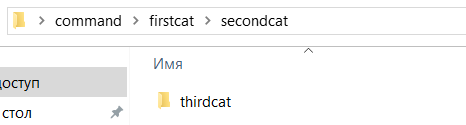 command > firstcat > secondcat
Имя
доступ
thirdcat
стол